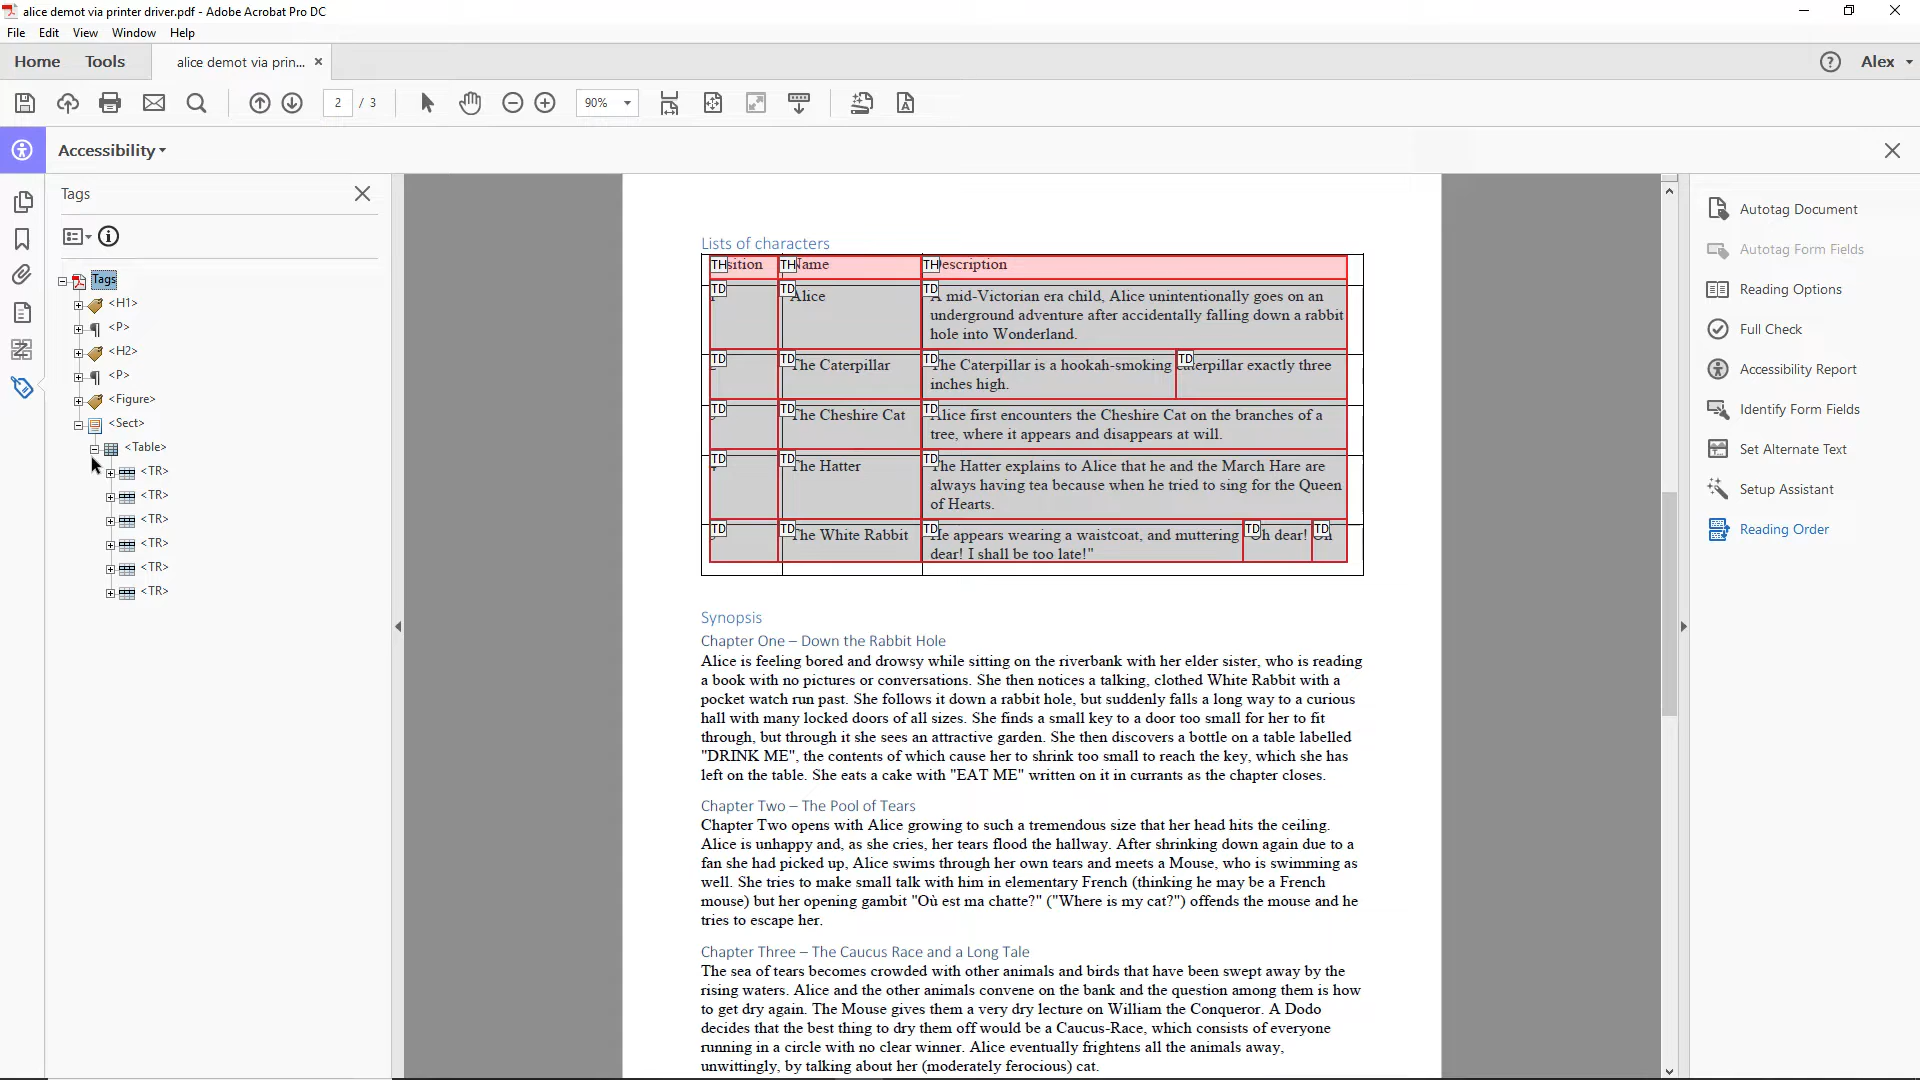 alice demot via printer driver.pdf - Adobe Acrobat Pro DC
File Edit View Window Help
Home Tools alice demot via prin... × Alex
2 / 3 90%
Accessibility
Tags
Tags
<H1>
<P>
<H2>
<P>
<Figure>
<Sect>
<Table>
<TR>
<TR>
<TR>
<TR>
<TR>
<TR>
Lists of characters
TH sition TH Name TH Description
TD TD Alice TD A mid-Victorian era child, Alice unintentionally goes on an
underground adventure after accidentally falling down a rabbit
hole into Wonderland.
TD TD The Caterpillar TD The Caterpillar is a hookah-smoking TD caterpillar exactly three
inches high.
TD TD The Cheshire Cat TD Alice first encounters the Cheshire Cat on the branches of a
tree, where it appears and disappears at will.
TD TD The Hatter TD The Hatter explains to Alice that he and the March Hare are
always having tea because when he tried to sing for the Queen
of Hearts.
TD TD The White Rabbit TD He appears wearing a waistcoat, and muttering TD Oh dear! TD Oh
dear! I shall be too late!"
Synopsis
Chapter One – Down the Rabbit Hole
Alice is feeling bored and drowsy while sitting on the riverbank with her elder sister, who is reading
a book with no pictures or conversations. She then notices a talking, clothed White Rabbit with a
pocket watch run past. She follows it down a rabbit hole, but suddenly falls a long way to a curious
hall with many locked doors of all sizes. She finds a small key to a door too small for her to fit
through, but through it she sees an attractive garden. She then discovers a bottle on a table labelled
"DRINK ME", the contents of which cause her to shrink too small to reach the key, which she has
left on the table. She eats a cake with "EAT ME" written on it in currants as the chapter closes.
Chapter Two – The Pool of Tears
Chapter Two opens with Alice growing to such a tremendous size that her head hits the ceiling.
Alice is unhappy and, as she cries, her tears flood the hallway. After shrinking down again due to a
fan she had picked up, Alice swims through her own tears and meets a Mouse, who is swimming as
well. She tries to make small talk with him in elementary French (thinking he may be a French
mouse) but her opening gambit "Où est ma chatte?" ("Where is my cat?") offends the mouse and he
tries to escape her.
Chapter Three – The Caucus Race and a Long Tale
The sea of tears becomes crowded with other animals and birds that have been swept away by the
rising waters. Alice and the other animals convene on the bank and the question among them is how
to get dry again. The Mouse gives them a very dry lecture on William the Conqueror. A Dodo
decides that the best thing to dry them off would be a Caucus-Race, which consists of everyone
running in a circle with no clear winner. Alice eventually frightens all the animals away,
unwittingly, by talking about her (moderately ferocious) cat.
Autotag Document
Autotag Form Fields
Reading Options
Full Check
Accessibility Report
Identify Form Fields
Set Alternate Text
Setup Assistant
Reading Order